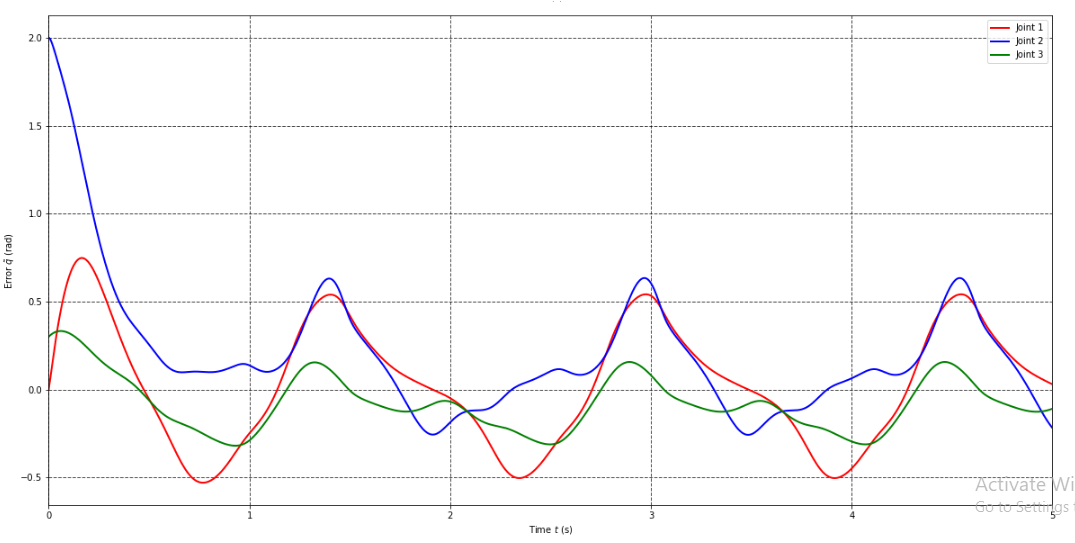 Joint 1
Joint 2
Joint 3
2.0
1.5
1.0
0.5
0.0
−0.5
Error q̃ (rad)
0 1 2 3 4 5
Time t (s)
Activate Wi
Go to Settings f